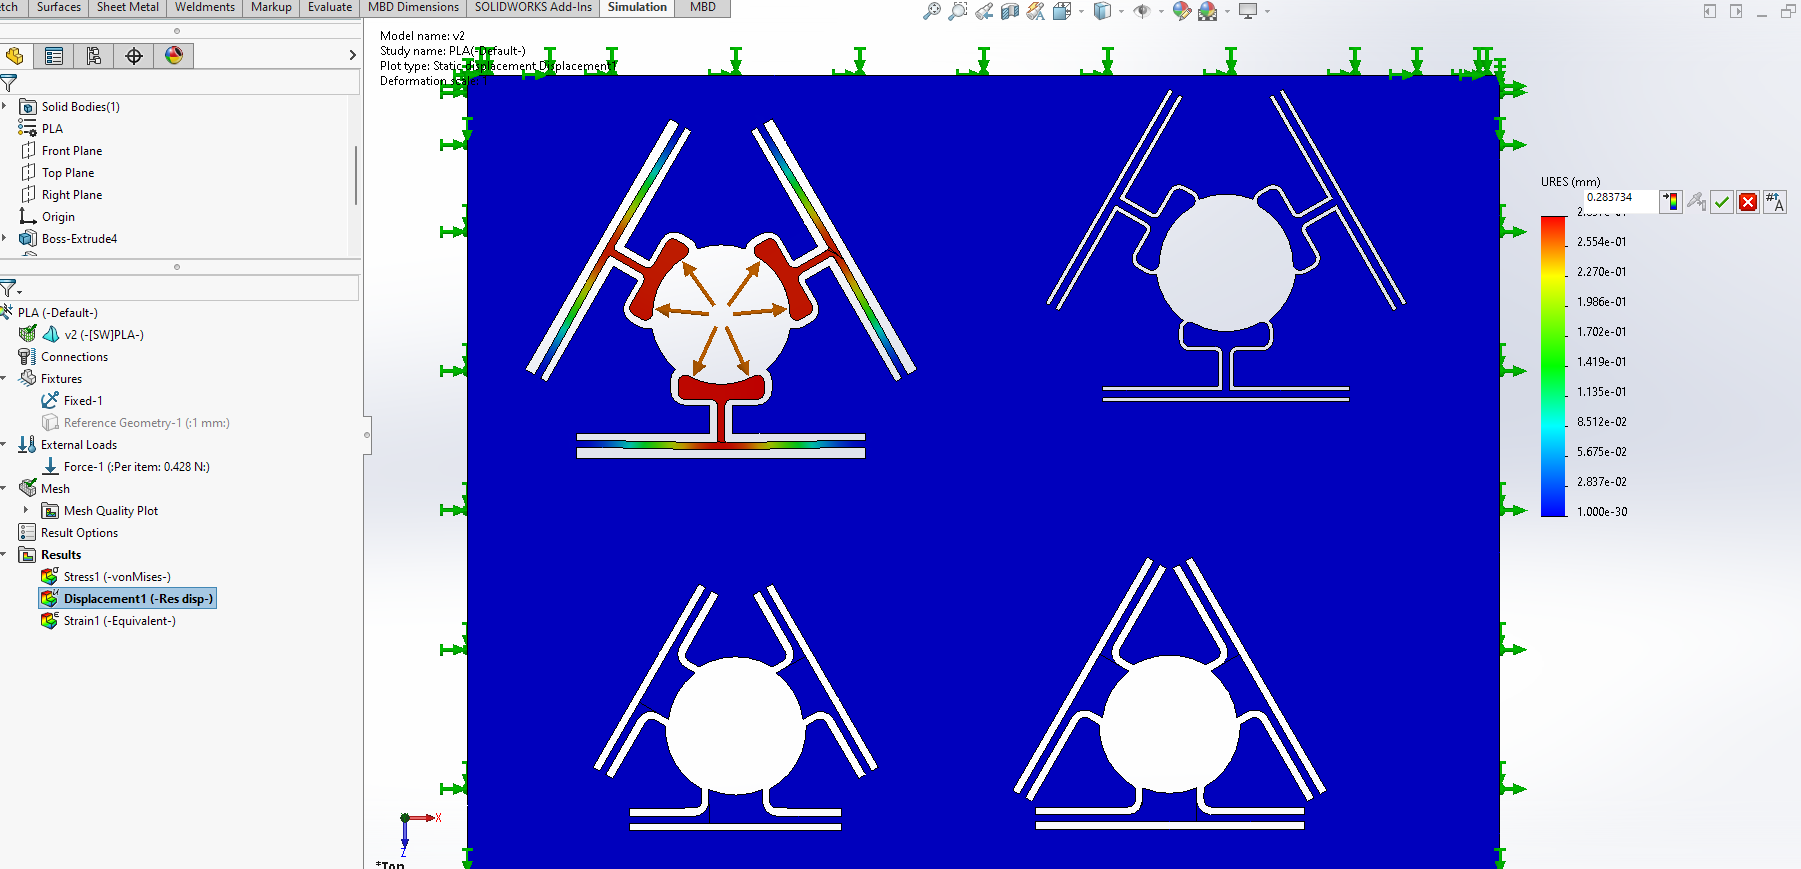 tch Surfaces Sheet Metal Weldments Markup Evaluate MBD Dimensions SOLIDWORKS Add-Ins Simulation MBD
Model name: v2
Study name: PLA(-Default-)
Plot type: Static displacement Displacement1
Deformation scale
Solid Bodies(1)
PLA
Front Plane
Top Plane
Right Plane
Origin
Boss-Extrude4
PLA (-Default-)
v2 (-[SW]PLA-)
Connections
Fixtures
Fixed-1
Reference Geometry-1 (:1 mm:)
External Loads
Force-1 (:Per item: 0.428 N:)
Mesh
Mesh Quality Plot
Result Options
Results
Stress1 (-vonMises-)
Displacement1 (-Res disp-)
Strain1 (-Equivalent-)
URES (mm)
0.283734
2.554e-01
2.270e-01
1.986e-01
1.702e-01
1.419e-01
1.135e-01
8.512e-02
5.675e-02
2.837e-02
1.000e-30
X
Z
*Top